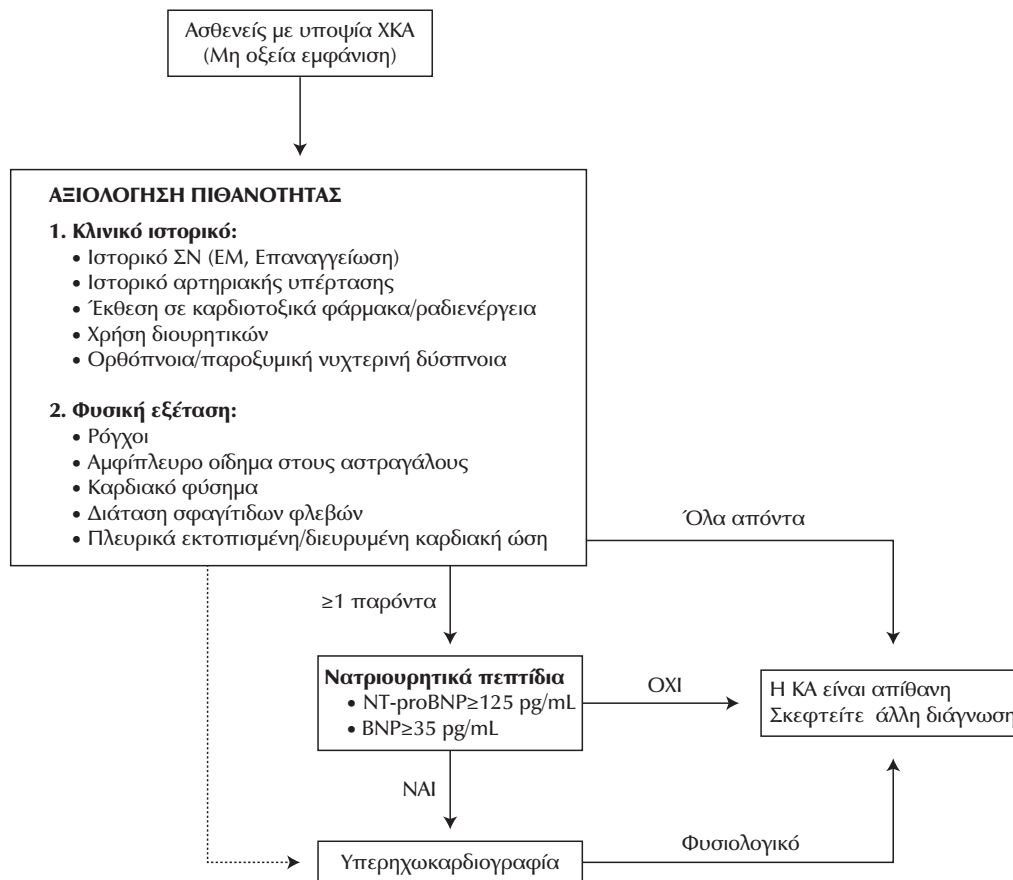 Ασθενείς με υποψία ΧΚΑ
(Μη οξεία εμφάνιση)
ΑΞΙΟΛΟΓΗΣΗ ΠΙΘΑΝΟΤΗΤΑΣ
1. Κλινικό ιστορικό:
• Ιστορικό ΣΝ (ΕΜ, Επαναγγείωση)
• Ιστορικό αρτηριακής υπέρτασης
• Έκθεση σε καρδιοτοξικά φάρμακα/ραδιενέργεια
• Χρήση διουρητικών
• Ορθόπνοια/παροξυμική νυχτερινή δύσπνοια
2. Φυσική εξέταση:
• Ρόγχοι
• Αμφίπλευρο οίδημα στους αστραγάλους
• Καρδιακό φύσημα
• Διάταση σφαγίτιδων φλεβών
• Πλευρικά εκτοπισμένη/διευρυμένη καρδιακή ώση
Όλα απόντα
≥1 παρόντα
Νατριουρητικά πεπτίδια
• NT-proBNP≥125 pg/mL
• BNP≥35 pg/mL
ΟΧΙ
Η ΚΑ είναι απίθανη
Σκεφτείτε άλλη διάγνωση
ΝΑΙ
Υπερηχωκαρδιογραφία
Φυσιολογικό